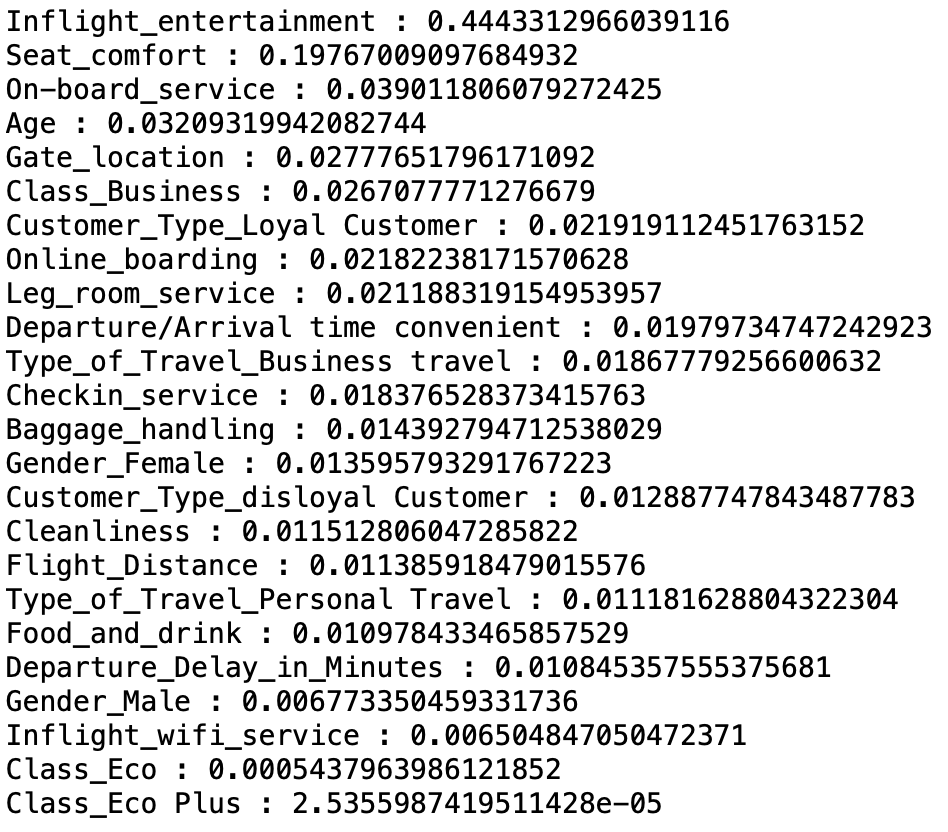 Inflight_entertainment : 0.4443312966039116
Seat_comfort : 0.19767009097684932
On-board_service : 0.039011806079272425
Age : 0.03209319942082744
Gate_location : 0.02777651796171092
Class_Business : 0.0267077771276679
Customer_Type_Loyal Customer : 0.021919112451763152
Online_boarding : 0.02182238171570628
Leg_room_service : 0.021188319154953957
Departure/Arrival time convenient : 0.01979734747242923
Type_of_Travel_Business travel : 0.01867779256600632
Checkin_service : 0.018376528373415763
Baggage_handling : 0.014392794712538029
Gender_Female : 0.013595793291767223
Customer_Type_disloyal Customer : 0.012887747843487783
Cleanliness : 0.011512806047285822
Flight_Distance : 0.011385918479015576
Type_of_Travel_Personal Travel : 0.011181628804322304
Food_and_drink : 0.010978433465857529
Departure_Delay_in_Minutes : 0.010845357555375681
Gender_Male : 0.006773350459331736
Inflight_wifi_service : 0.006504847050472371
Class_Eco : 0.0005437963986121852
Class_Eco Plus : 2.5355987419511428e-05